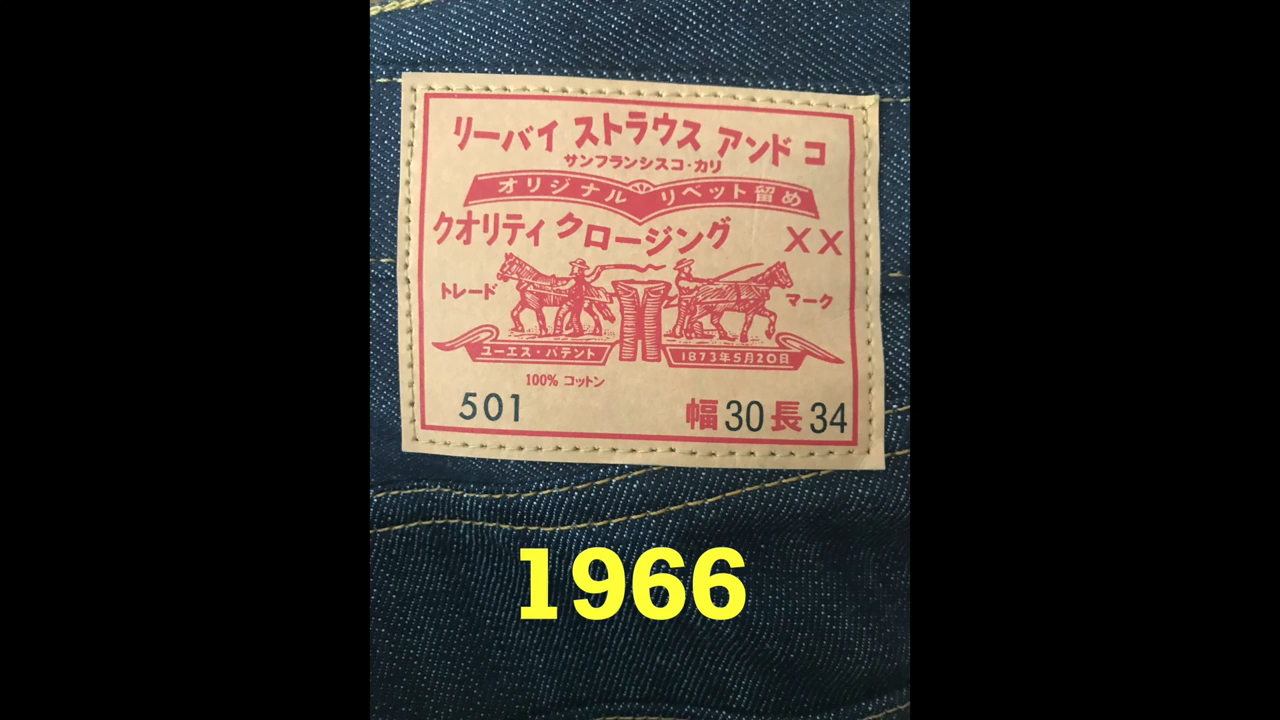 リーバイ ストラウス アンド コ
サンフランシスコ・カリ
オリジナル リベット留め
クオリティ クロージング XX
トレード マーク
ユーエス・パテント 1873年5月20日
100% コットン
501 幅 30 長 34
1966